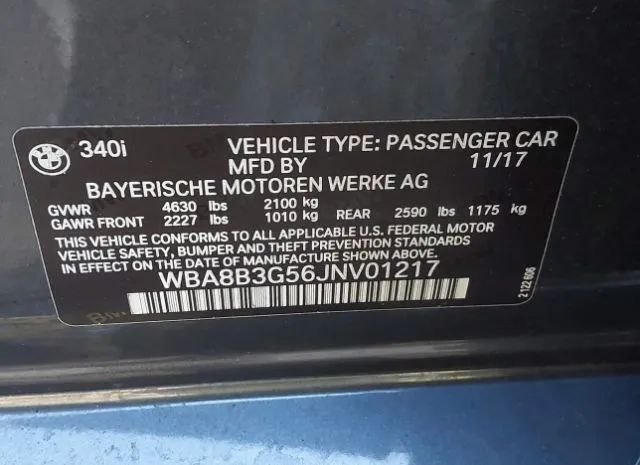 340i VEHICLE TYPE: PASSENGER CAR
MFD BY 11/17
BAYERISCHE MOTOREN WERKE AG
GVWR 4630 lbs 2100 kg
GAWR FRONT 2227 lbs 1010 kg REAR 2590 lbs 1175 kg
THIS VEHICLE CONFORMS TO ALL APPLICABLE U.S. FEDERAL MOTOR
VEHICLE SAFETY, BUMPER, AND THEFT PREVENTION STANDARDS
IN EFFECT ON THE DATE OF MANUFACTURE SHOWN ABOVE.
WBA8B3G56JNV01217
2 122 606